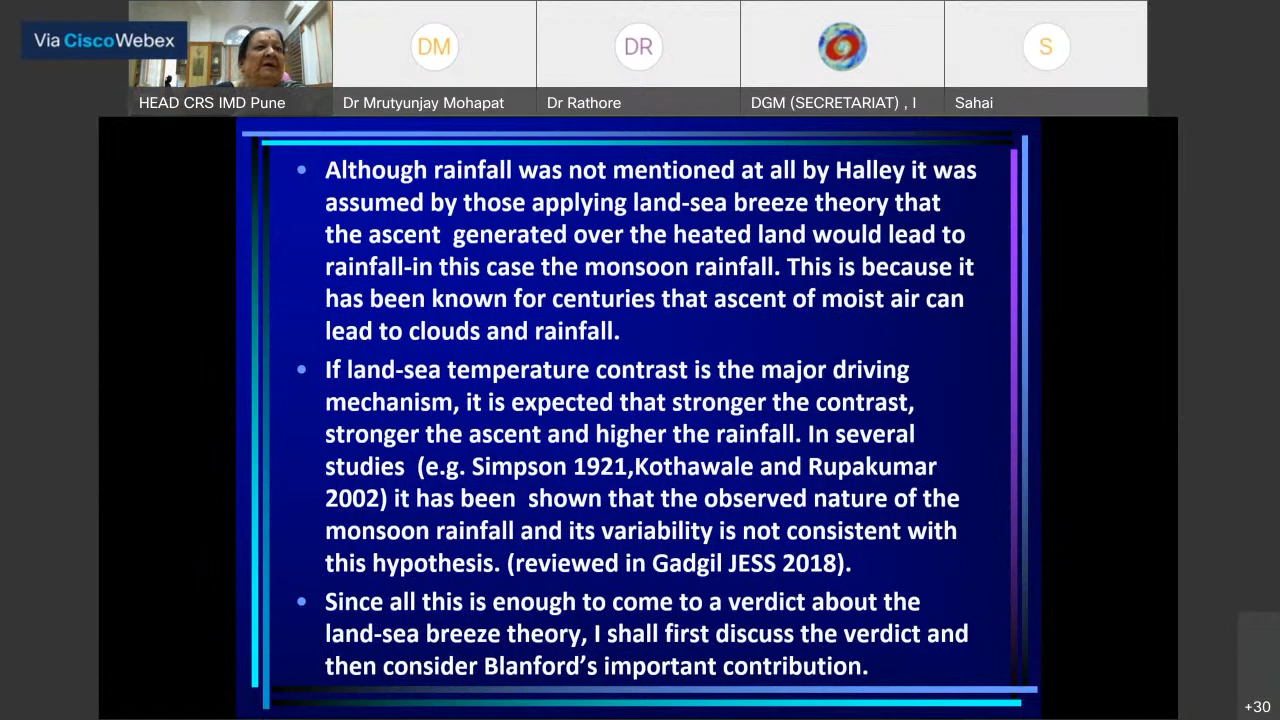 Via Cisco Webex
DM
DR
S
HEAD CRS IMD Pune
Dr Mrutyunjay Mohapat
Dr Rathore
DGM (SECRETARIAT) , I
Sahai
• Although rainfall was not mentioned at all by Halley it was
assumed by those applying land-sea breeze theory that
the ascent generated over the heated land would lead to
rainfall-in this case the monsoon rainfall. This is because it
has been known for centuries that ascent of moist air can
lead to clouds and rainfall.
• If land-sea temperature contrast is the major driving
mechanism, it is expected that stronger the contrast,
stronger the ascent and higher the rainfall. In several
studies (e.g. Simpson 1921,Kothawale and Rupakumar
2002) it has been shown that the observed nature of the
monsoon rainfall and its variability is not consistent with
this hypothesis. (reviewed in Gadgil JESS 2018).
• Since all this is enough to come to a verdict about the
land-sea breeze theory, I shall first discuss the verdict and
then consider Blanford’s important contribution.
+30